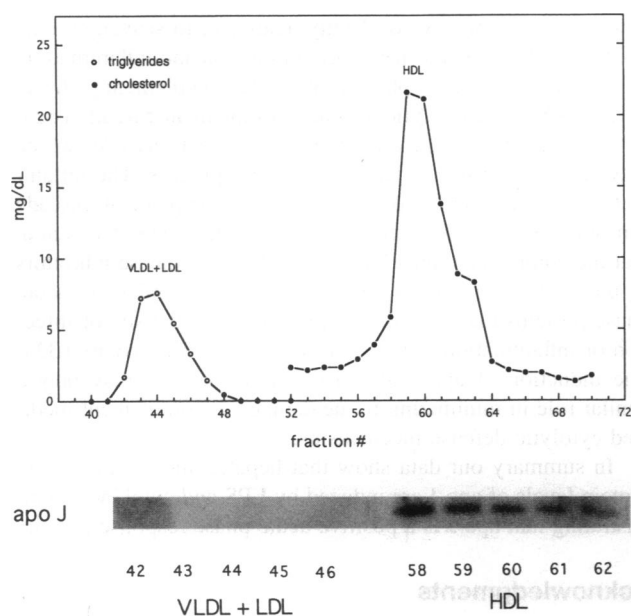 25
20
15
10
5
0
mg/dL
triglyerides
cholesterol
VLDL+LDL
HDL
40 44 48 52 56 60 64 68 72
fraction #
apo J
42 43 44 45 46 58 59 60 61 62
VLDL + LDL HDL